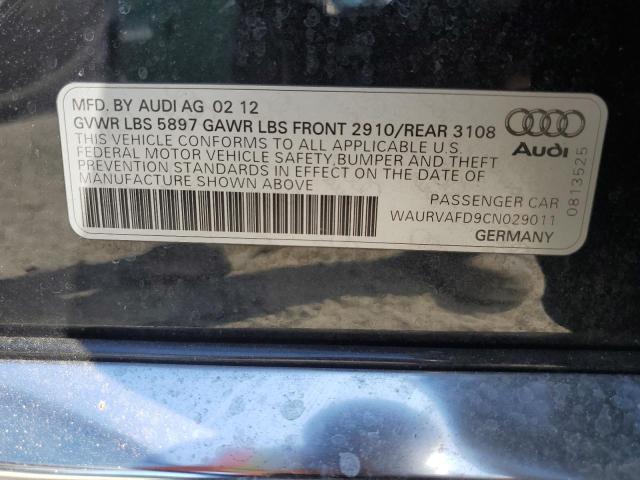 MFD. BY AUDI AG 02 12
GVWR LBS 5897 GAWR LBS FRONT 2910/REAR 3108
THIS VEHICLE CONFORMS TO ALL APPLICABLE U.S.
FEDERAL MOTOR VEHICLE SAFETY,BUMPER AND THEFT
PREVENTION STANDARDS IN EFFECT ON THE DATE OF
MANUFACTURE SHOWN ABOVE
Audi
0813525
PASSENGER CAR
WAURVAFD9CN029011
GERMANY